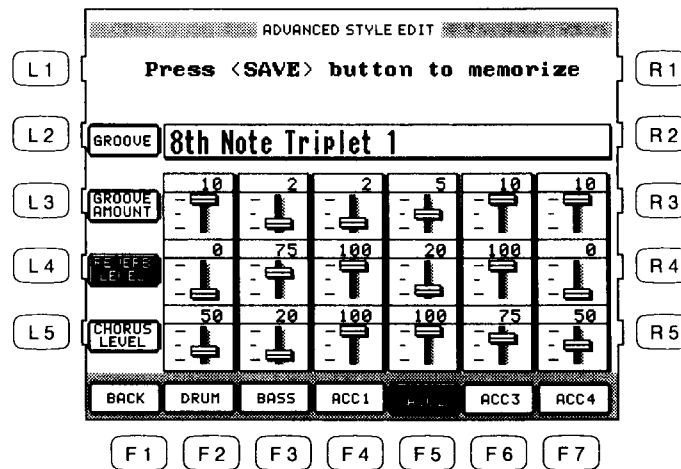 ADVANCED STYLE EDIT
L1 Press <SAVE> button to memorize R1
L2 GROOVE 8th Note Triplet 1 R2
10 2 2 5 10 10
L3 GROOVE AMOUNT R3
0 75 100 20 100 0
L4 R4
50 20 100 100 75 50
L5 CHORUS LEVEL R5
BACK DRUM BASS ACC1 ACC3 ACC4
F1 F2 F3 F4 F5 F6 F7